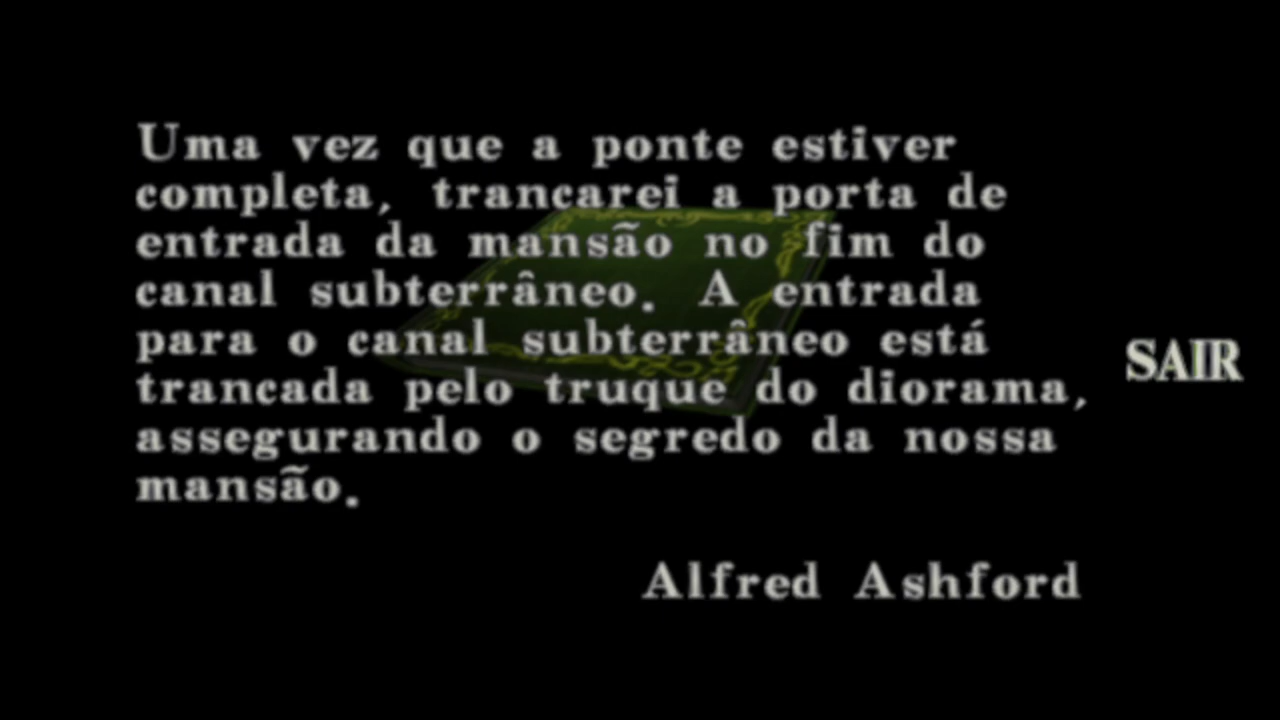 Uma vez que a ponte estiver
completa, trancarei a porta de
entrada da mansão no fim do
canal subterrâneo. A entrada
para o canal subterrâneo está
trancada pelo truque do diorama,
assegurando o segredo da nossa
mansão.
Alfred Ashford
SAIR